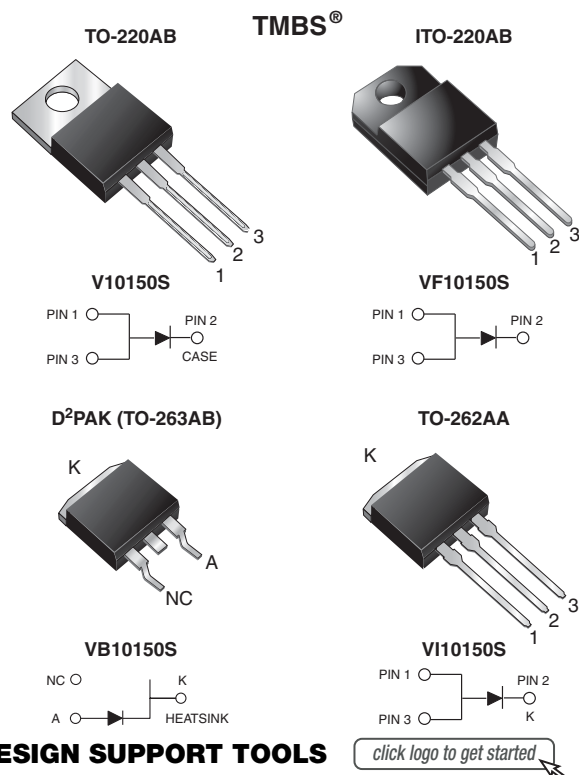 TMBS®
TO-220AB
ITO-220AB
1
2
3
1
2
3
V10150S
VF10150S
PIN 1
PIN 2
PIN 3
CASE
PIN 1
PIN 2
PIN 3
D²PAK (TO-263AB)
TO-262AA
K
A
NC
K
1
2
3
VB10150S
VI10150S
NC
K
A
HEATSINK
PIN 1
PIN 2
PIN 3
K
ESIGN SUPPORT TOOLS
click logo to get started